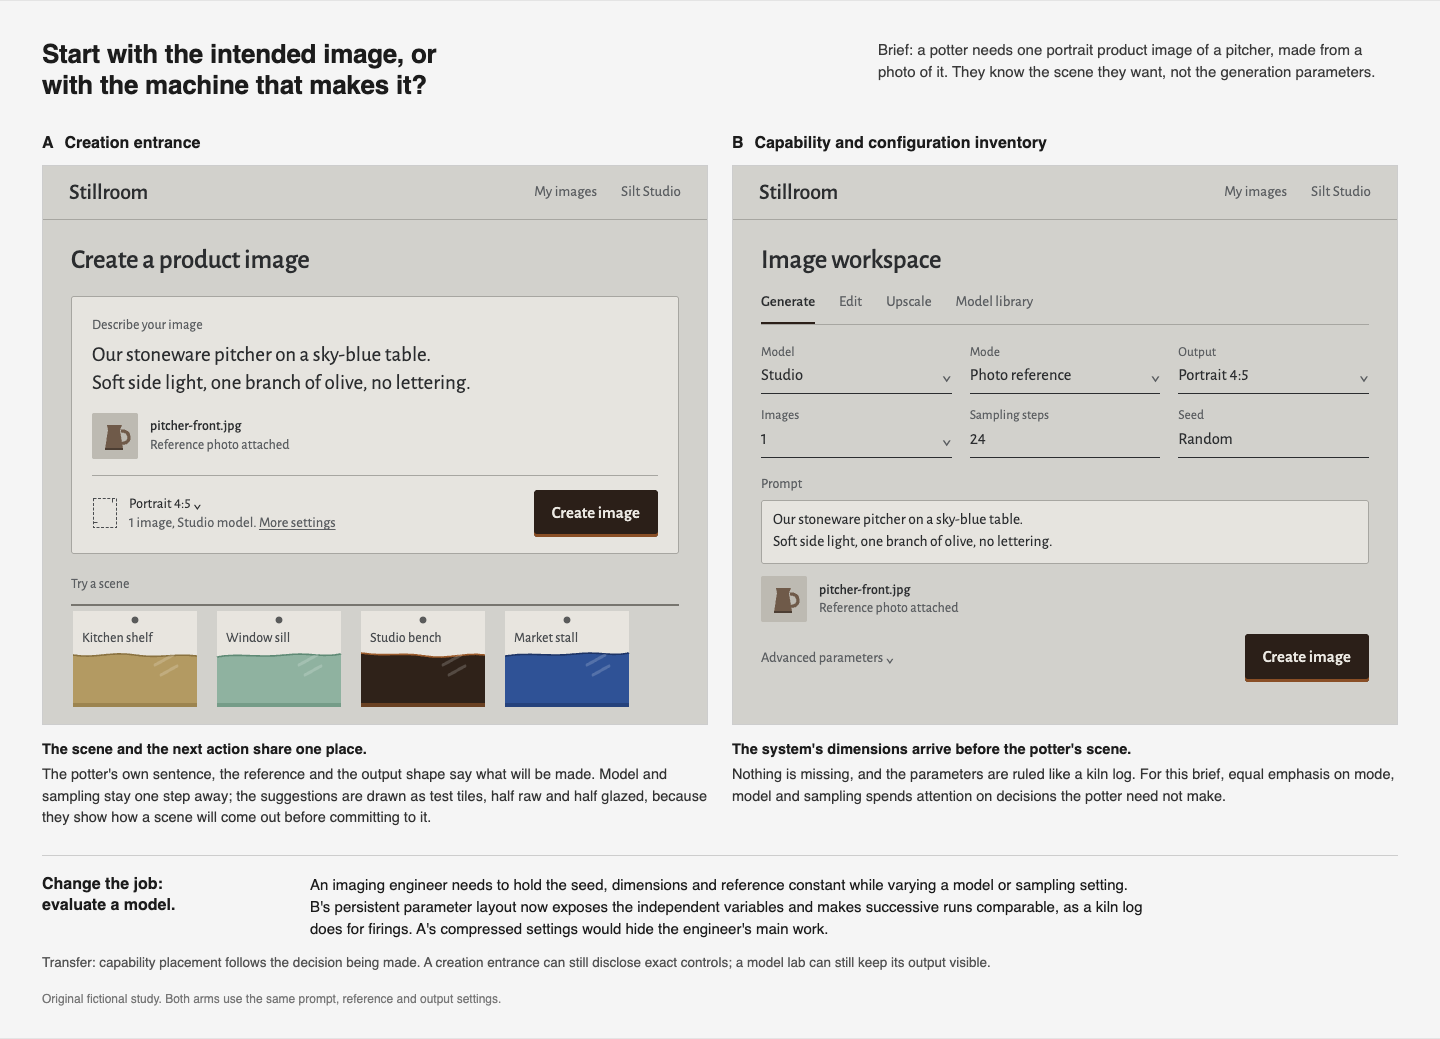 Start with the intended image, or
with the machine that makes it?
Brief: a potter needs one portrait product image of a pitcher, made from a
photo of it. They know the scene they want, not the generation parameters.
A Creation entrance
Stillroom
My images
Silt Studio
Create a product image
Describe your image
Our stoneware pitcher on a sky-blue table.
Soft side light, one branch of olive, no lettering.
pitcher-front.jpg
Reference photo attached
Portrait 4:5
1 image, Studio model. More settings
Create image
Try a scene
Kitchen shelf
Window sill
Studio bench
Market stall
The scene and the next action share one place.
The potter's own sentence, the reference and the output shape say what will be made. Model and
sampling stay one step away; the suggestions are drawn as test tiles, half raw and half glazed, because
they show how a scene will come out before committing to it.
B Capability and configuration inventory
Stillroom
My images
Silt Studio
Image workspace
Generate
Edit
Upscale
Model library
Model
Mode
Output
Studio
Photo reference
Portrait 4:5
Images
Sampling steps
Seed
1
24
Random
Prompt
Our stoneware pitcher on a sky-blue table.
Soft side light, one branch of olive, no lettering.
pitcher-front.jpg
Reference photo attached
Advanced parameters
Create image
The system's dimensions arrive before the potter's scene.
Nothing is missing, and the parameters are ruled like a kiln log. For this brief, equal emphasis on mode,
model and sampling spends attention on decisions the potter need not make.
Change the job:
evaluate a model.
An imaging engineer needs to hold the seed, dimensions and reference constant while varying a model or sampling setting.
B's persistent parameter layout now exposes the independent variables and makes successive runs comparable, as a kiln log
does for firings. A's compressed settings would hide the engineer's main work.
Transfer: capability placement follows the decision being made. A creation entrance can still disclose exact controls; a model lab can still keep its output visible.
Original fictional study. Both arms use the same prompt, reference and output settings.